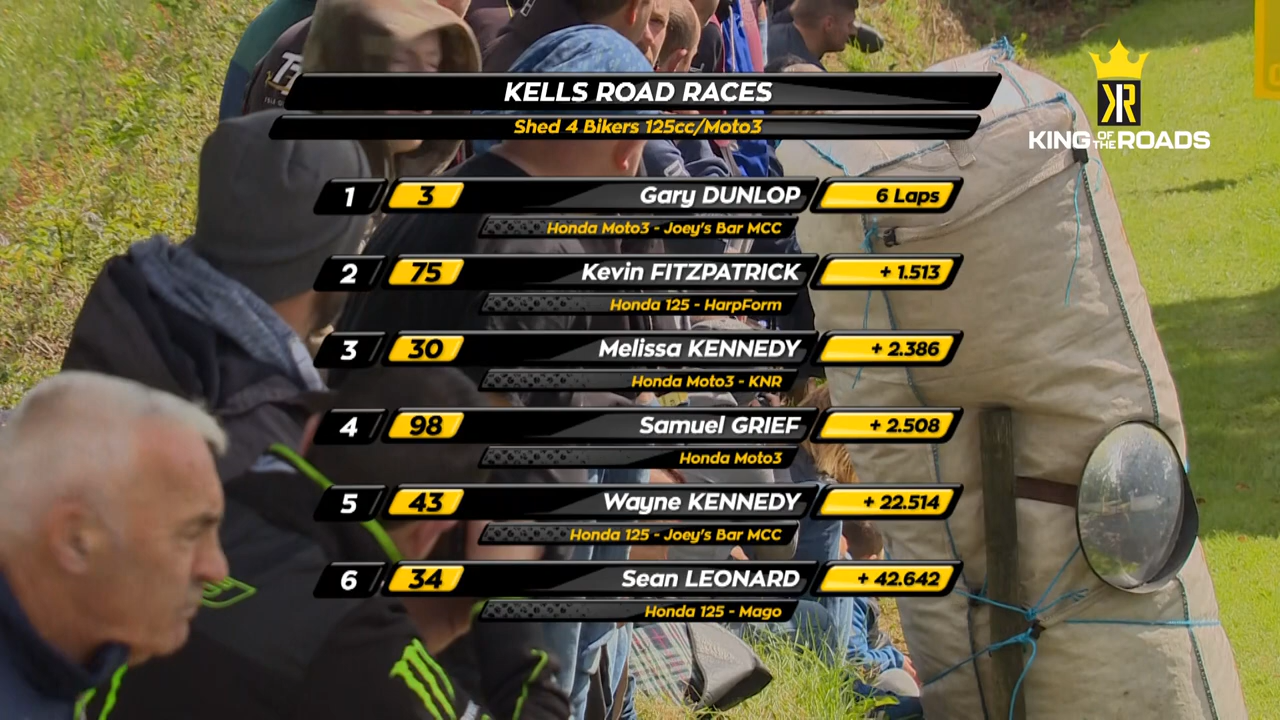 KELLS ROAD RACES
Shed 4 Bikers 125cc/Moto3
KR
KING OF THE ROADS
1 3 Gary DUNLOP 6 Laps
Honda Moto3 - Joey's Bar MCC
2 75 Kevin FITZPATRICK + 1.513
Honda 125 - HarpForm
3 30 Melissa KENNEDY + 2.386
Honda Moto3 - KNR
4 98 Samuel GRIEF + 2.508
Honda Moto3
5 43 Wayne KENNEDY + 22.514
Honda 125 - Joey's Bar MCC
6 34 Sean LEONARD + 42.642
Honda 125 - Mago